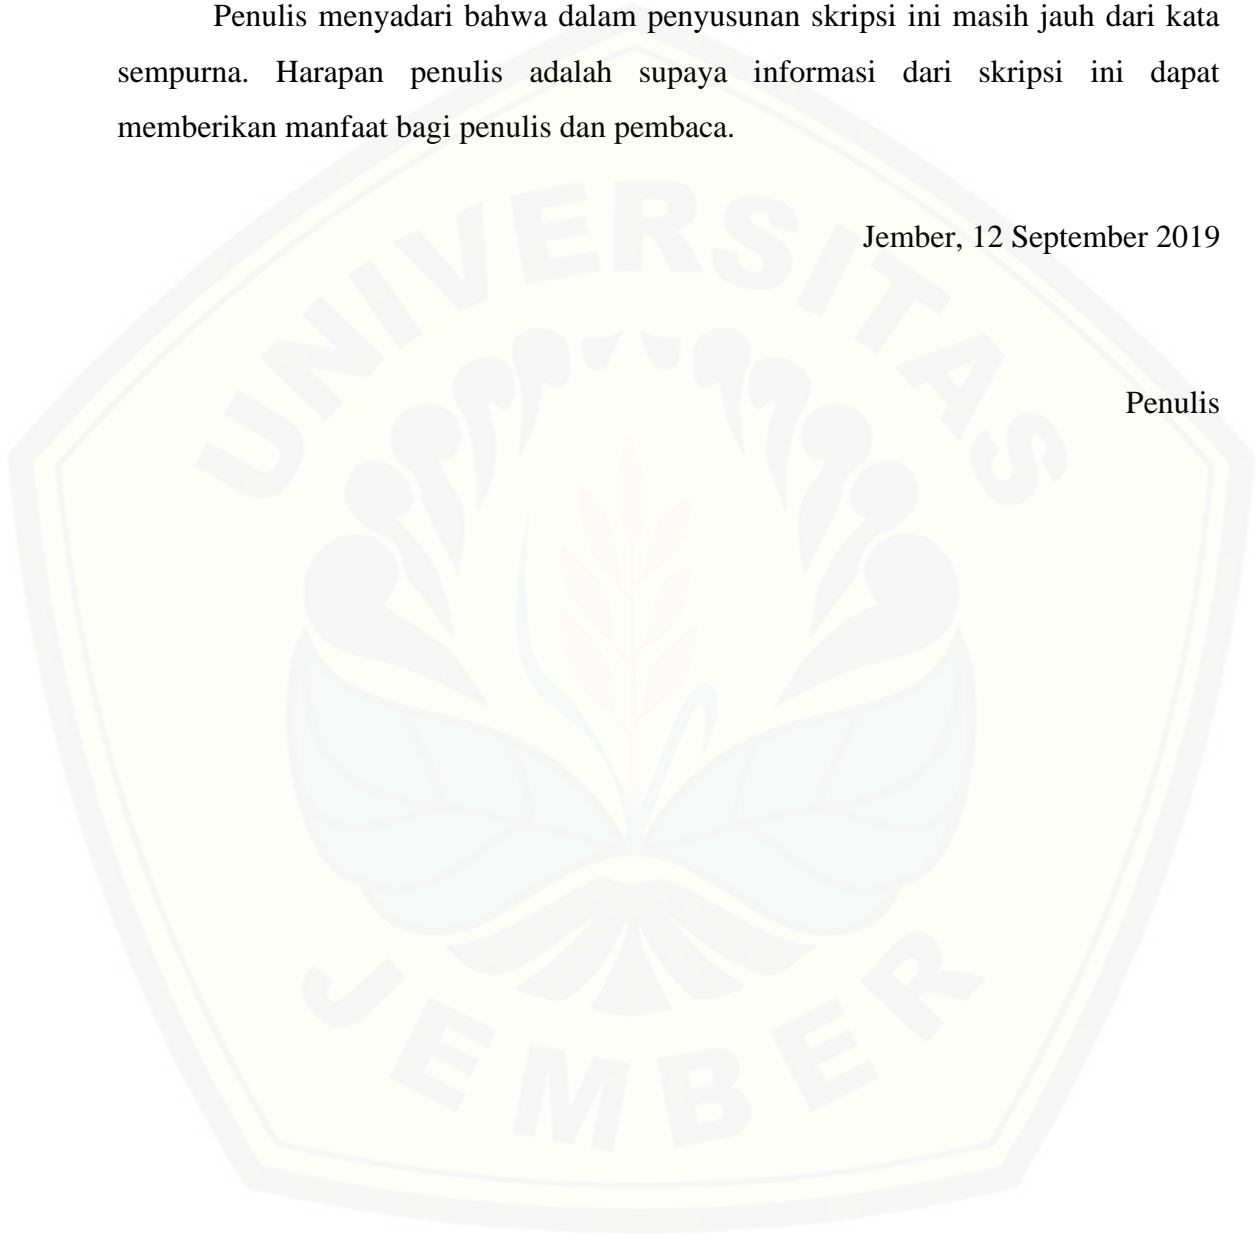 Penulis menyadari bahwa dalam penyusunan skripsi ini masih jauh dari kata
sempurna. Harapan penulis adalah supaya informasi dari skripsi ini dapat
memberikan manfaat bagi penulis dan pembaca.
Jember, 12 September 2019
Penulis
UNIVERSITAS
JEMBER